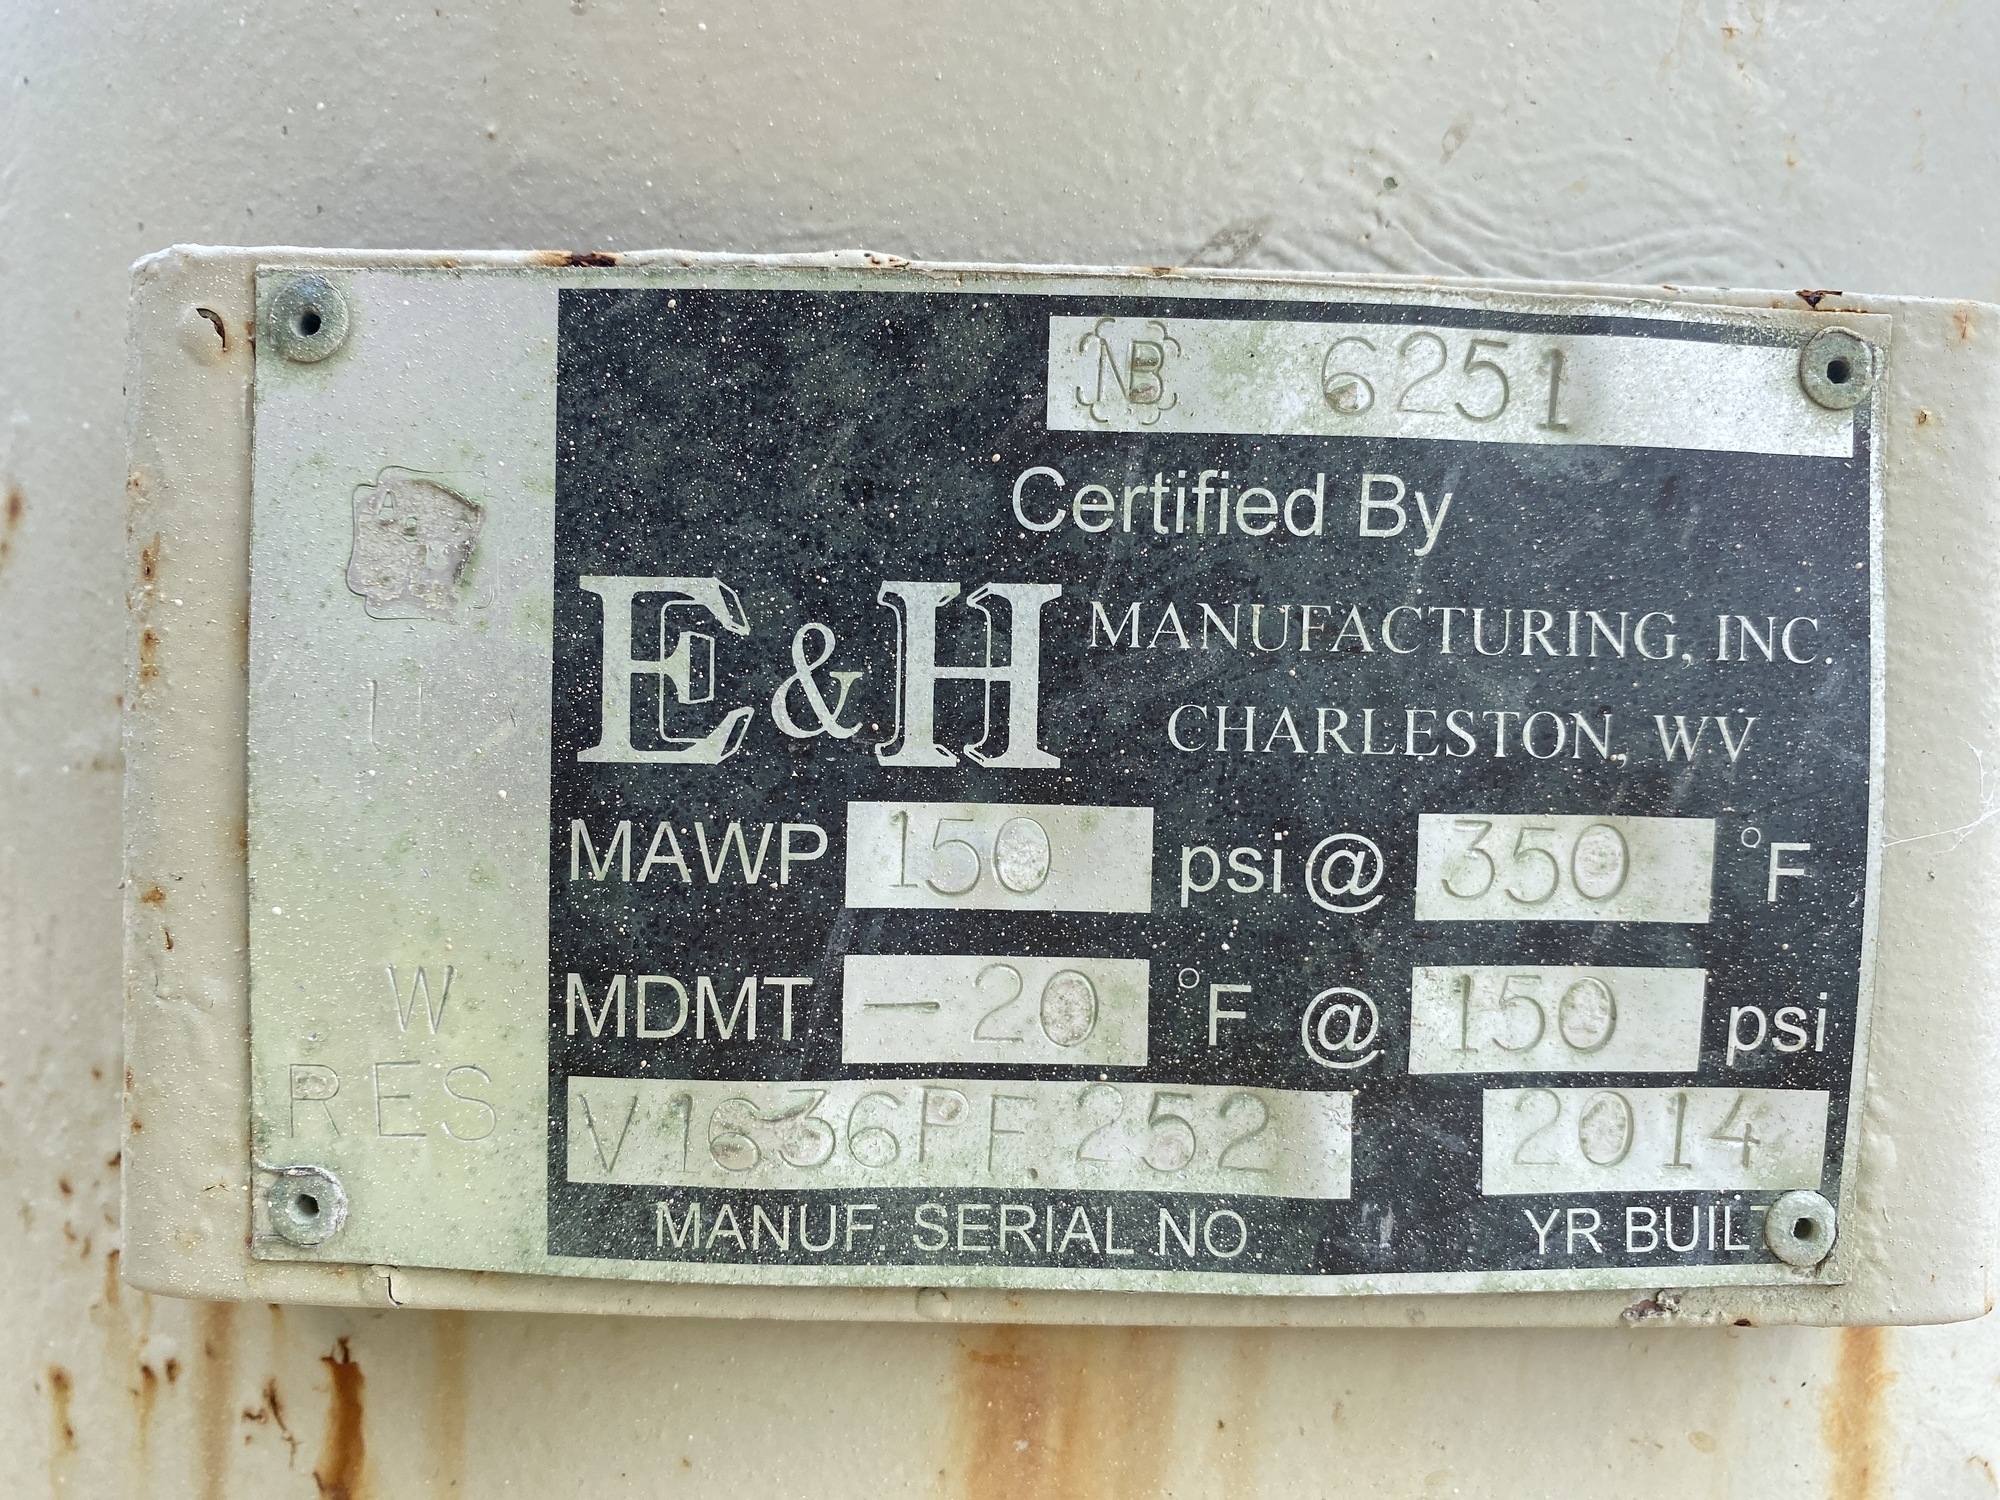 NB 6251
Certified By
E&H MANUFACTURING, INC.
CHARLESTON, WV
U
MAWP 150 psi @ 350 °F
W
MDMT -20 °F @ 150 psi
RES
V1636PF.252 2014
MANUF. SERIAL NO. YR BUILT